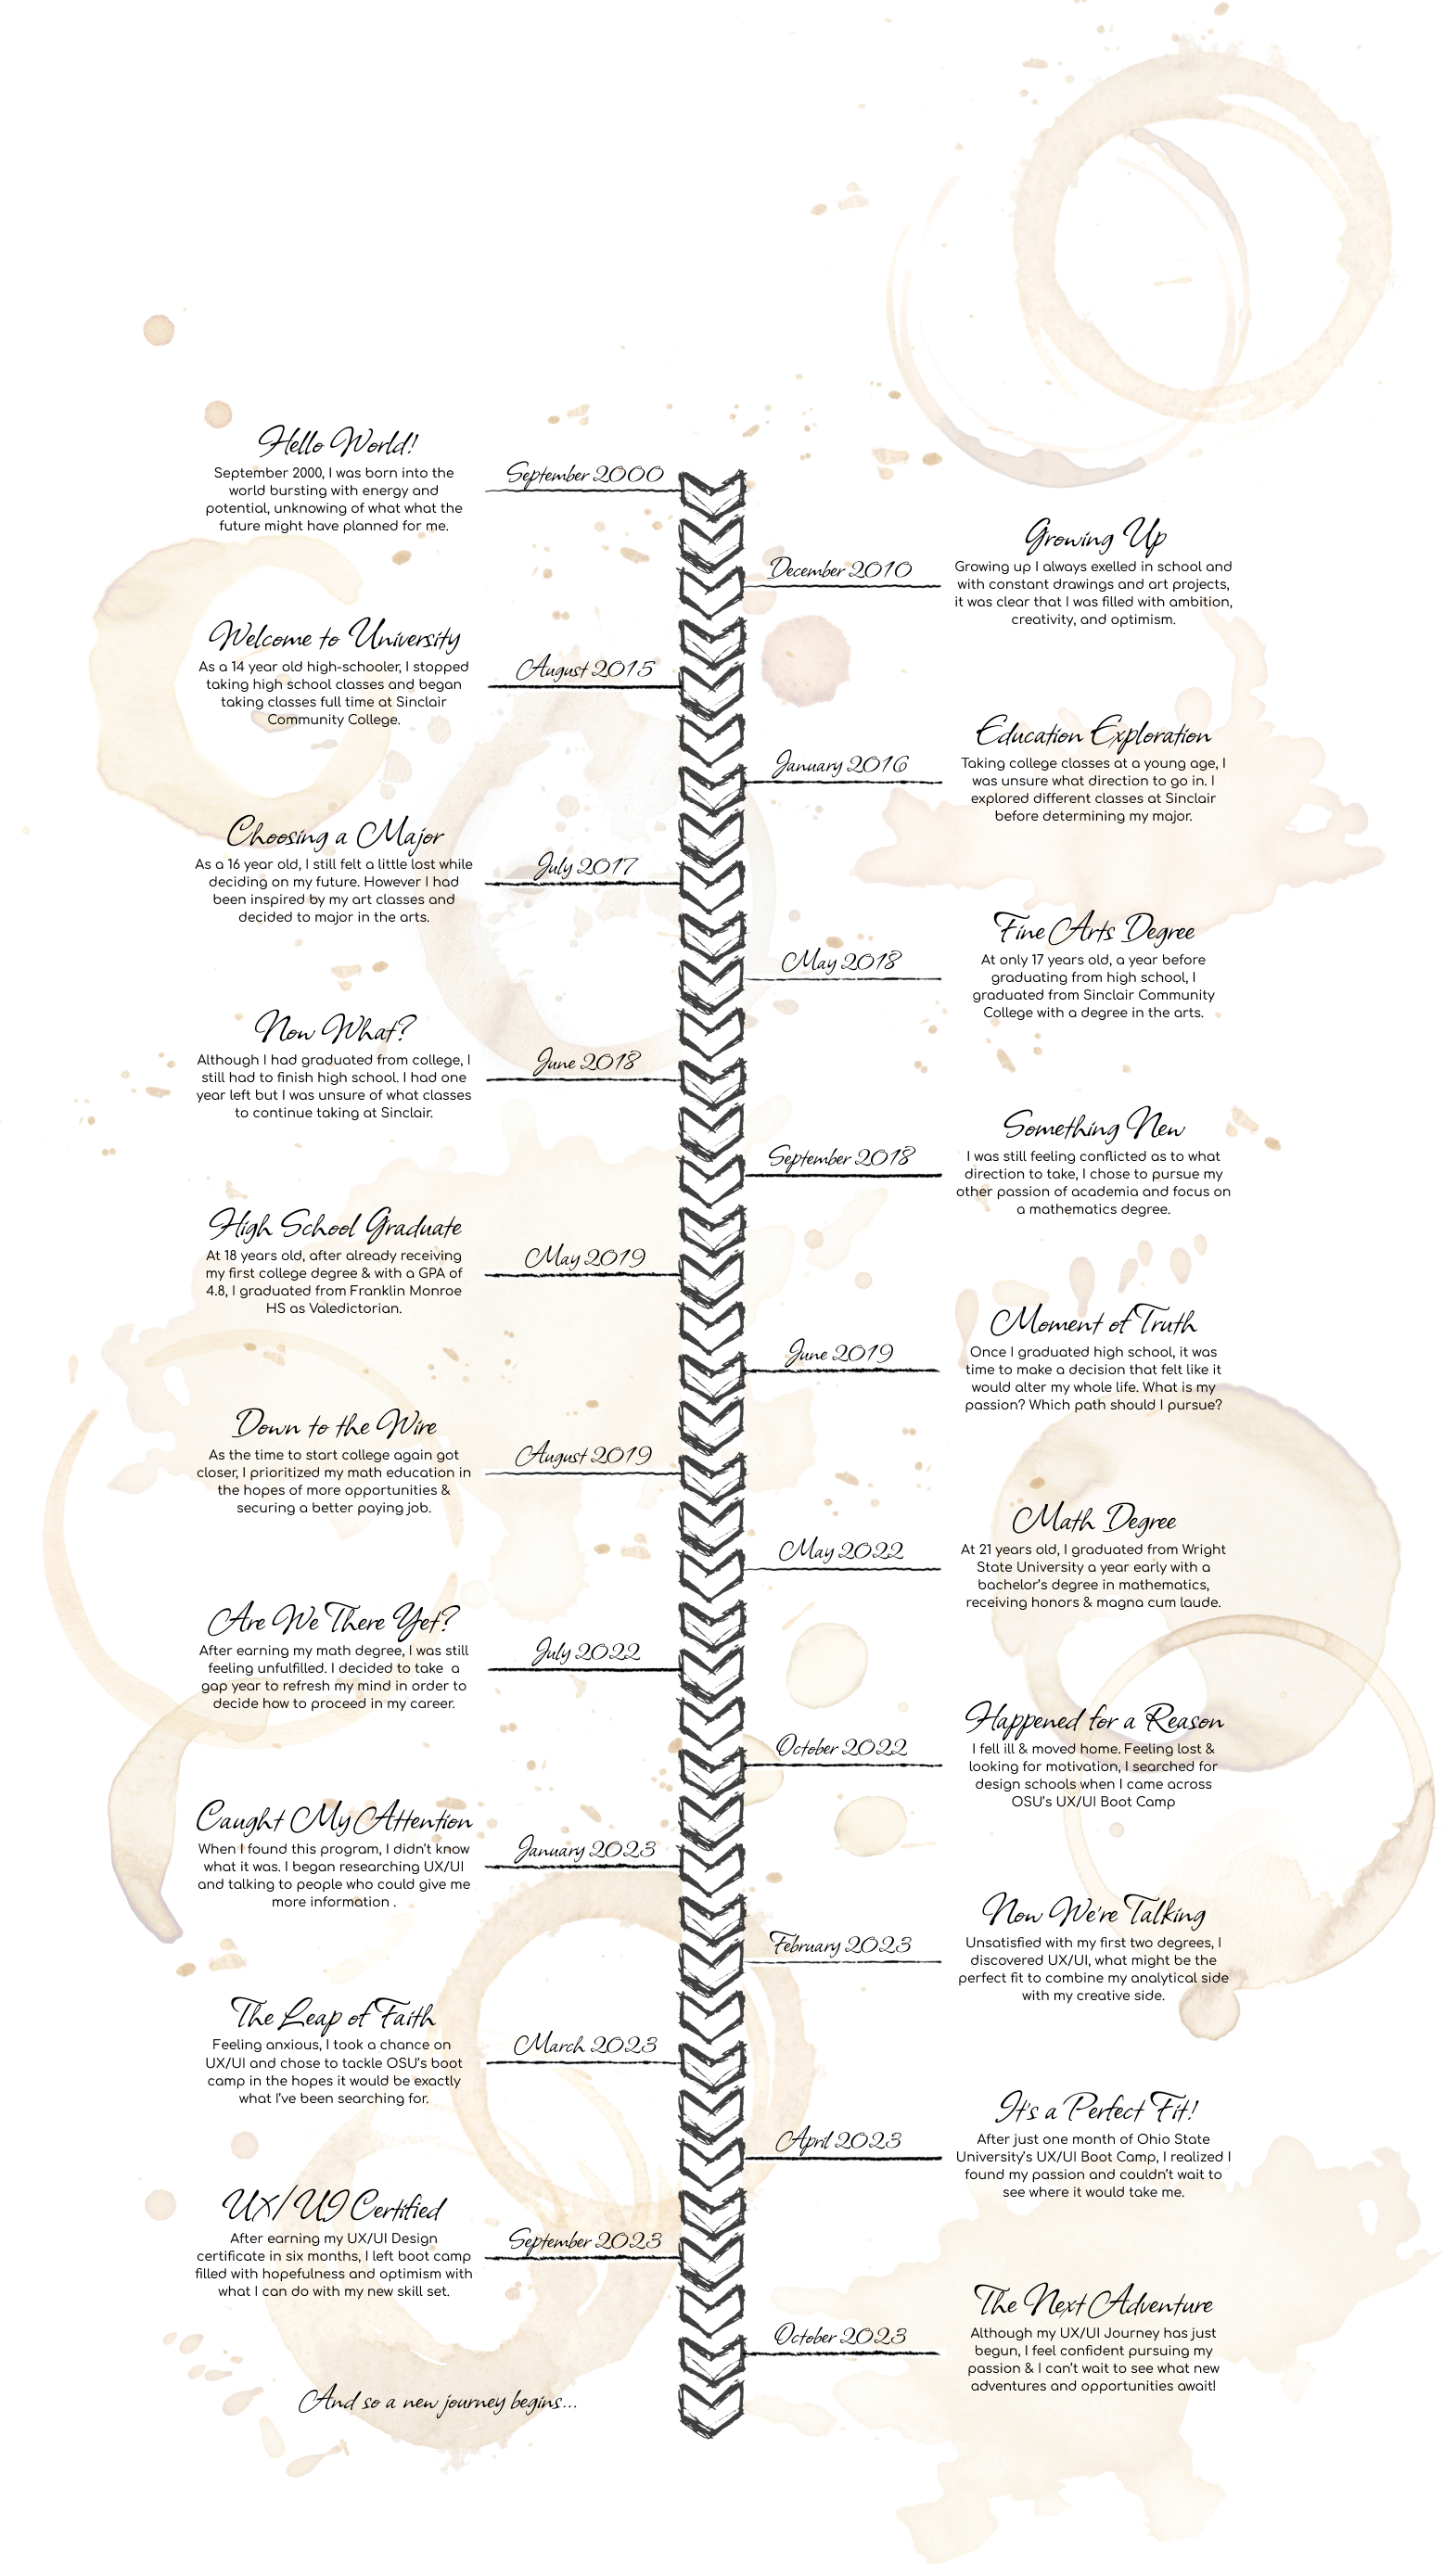 Hello World!
September 2000, I was born into the
world bursting with energy and
potential, unknowing of what what the
future might have planned for me.
September 2000
Growing Up
Growing up I always exelled in school and
with constant drawings and art projects,
it was clear that I was filled with ambition,
creativity, and optimism.
December 2010
Welcome to University
As a 14 year old high-schooler, I stopped
taking high school classes and began
taking classes full time at Sinclair
Community College.
August 2015
Education Exploration
Taking college classes at a young age, I
was unsure what direction to go in. I
explored different classes at Sinclair
before determining my major.
January 2016
Choosing a Major
As a 16 year old, I still felt a little lost while
deciding on my future. However I had
been inspired by my art classes and
decided to major in the arts.
July 2017
Fine Arts Degree
At only 17 years old, a year before
graduating from high school, I
graduated from Sinclair Community
College with a degree in the arts.
May 2018
Now What?
Although I had graduated from college, I
still had to finish high school. I had one
year left but I was unsure of what classes
to continue taking at Sinclair.
June 2018
Something New
I was still feeling conflicted as to what
direction to take, I chose to pursue my
other passion of academia and focus on
a mathematics degree.
September 2018
High School Graduate
At 18 years old, after already receiving
my first college degree & with a GPA of
4.8, I graduated from Franklin Monroe
HS as Valedictorian.
May 2019
Moment of Truth
Once I graduated high school, it was
time to make a decision that felt like it
would alter my whole life. What is my
passion? Which path should I pursue?
June 2019
Down to the Wire
As the time to start college again got
closer, I prioritized my math education in
the hopes of more opportunities &
securing a better paying job.
August 2019
Math Degree
At 21 years old, I graduated from Wright
State University a year early with a
bachelor's degree in mathematics,
receiving honors & magna cum laude.
May 2022
Are We There Yet?
After earning my math degree, I was still
feeling unfulfilled. I decided to take a
gap year to refresh my mind in order to
decide how to proceed in my career.
July 2022
Happened for a Reason
I fell ill & moved home. Feeling lost &
looking for motivation, I searched for
design schools when I came across
OSU's UX/UI Boot Camp
October 2022
Caught My Attention
When I found this program, I didn't know
what it was. I began researching UX/UI
and talking to people who could give me
more information .
January 2023
Now We're Talking
Unsatisfied with my first two degrees, I
discovered UX/UI, what might be the
perfect fit to combine my analytical side
with my creative side.
February 2023
The Leap of Faith
Feeling anxious, I took a chance on
UX/UI and chose to tackle OSU's boot
camp in the hopes it would be exactly
what I've been searching for.
March 2023
It's a Perfect Fit!
After just one month of Ohio State
University's UX/UI Boot Camp, I realized I
found my passion and couldn't wait to
see where it would take me.
April 2023
UX/UI Certified
After earning my UX/UI Design
certificate in six months, I left boot camp
filled with hopefulness and optimism with
what I can do with my new skill set.
September 2023
The Next Adventure
Although my UX/UI Journey has just
begun, I feel confident pursuing my
passion & I can't wait to see what new
adventures and opportunities await!
October 2023
And so a new journey begins...